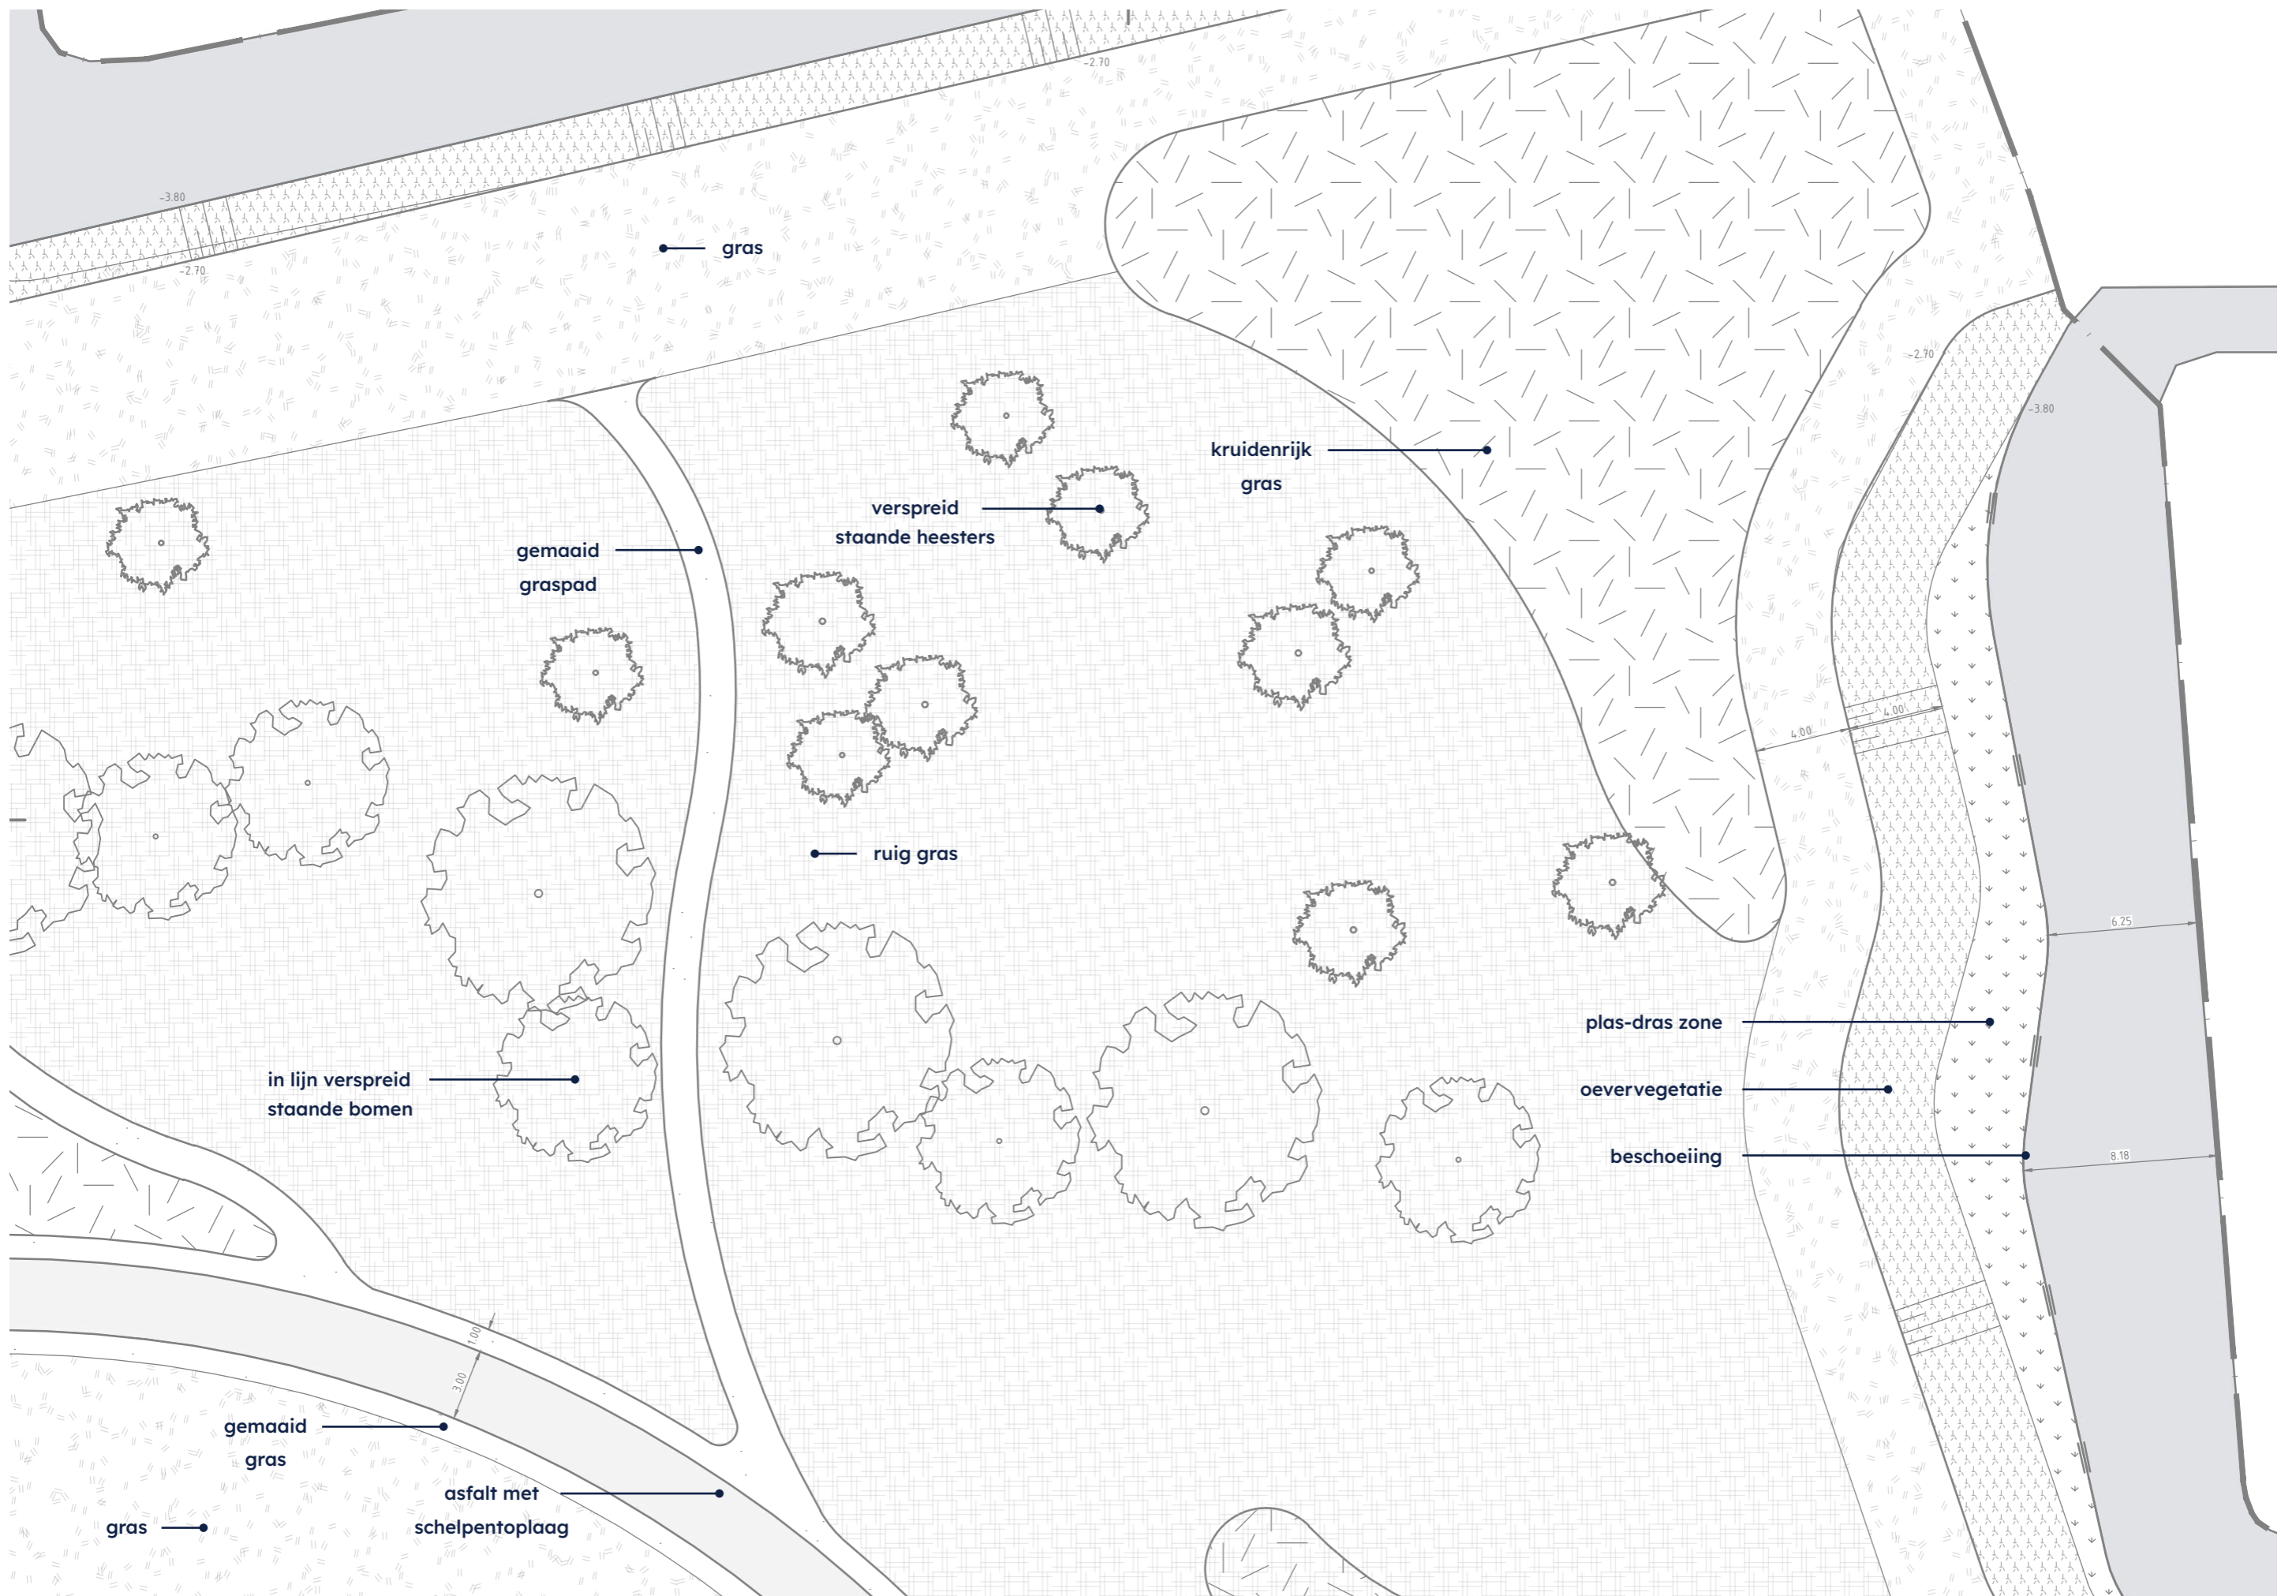 -2.70
-3.80
-2.70
gras
-2.70
-3.80
kruidenrijk
gras
verspreid
staande heesters
gemaaid
graspad
4.00
4.00
ruig gras
6.25
plas-dras zone
in lijn verspreid
staande bomen
oevervegetatie
beschoeiing
8.18
1.00
3.00
gemaaid
gras
asfalt met
schelpentoplaag
gras